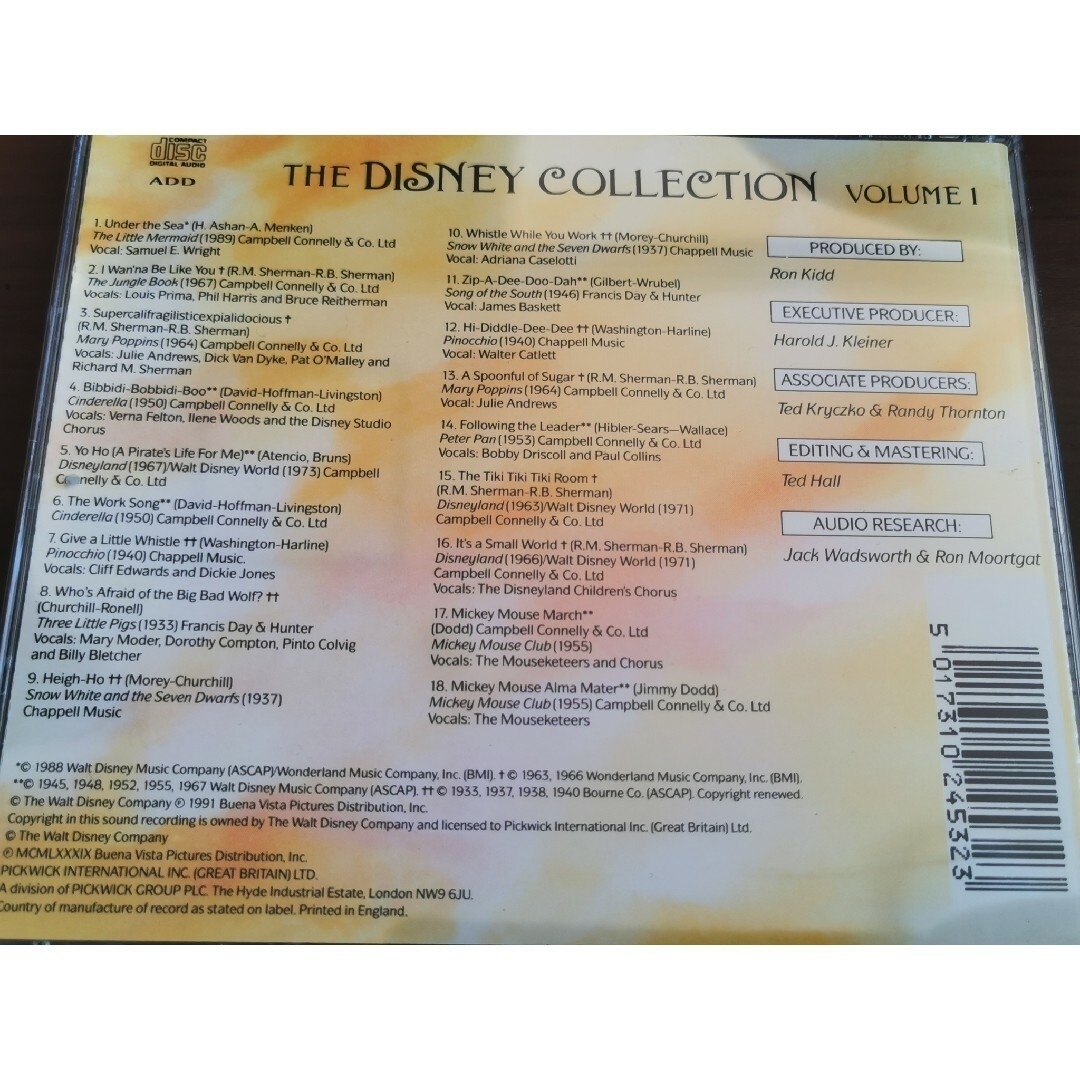 COMPACT
disc
DIGITAL AUDIO
ADD
THE DISNEY COLLECTION VOLUME 1
1. Under the Sea* (H. Ashan-A. Menken)
The Little Mermaid (1989) Campbell Connelly & Co. Ltd
Vocal: Samuel E. Wright
2. I Wan'na Be Like You † (R.M. Sherman-R.B. Sherman)
The Jungle Book (1967) Campbell Connelly & Co. Ltd
Vocals: Louis Prima, Phil Harris and Bruce Reitherman
3. Supercalifragilisticexpialidocious †
(R.M. Sherman-R.B. Sherman)
Mary Poppins (1964) Campbell Connelly & Co. Ltd
Vocals: Julie Andrews, Dick Van Dyke, Pat O'Malley and
Richard M. Sherman
4. Bibbidi-Bobbidi-Boo** (David-Hoffman-Livingston)
Cinderella (1950) Campbell Connelly & Co. Ltd
Vocals: Verna Felton, Ilene Woods and the Disney Studio
Chorus
5. Yo Ho (A Pirate's Life For Me)** (Atencio, Bruns)
Disneyland (1967)/Walt Disney World (1973) Campbell
Connelly & Co. Ltd
6. The Work Song** (David-Hoffman-Livingston)
Cinderella (1950) Campbell Connelly & Co. Ltd
7. Give a Little Whistle †† (Washington-Harline)
Pinocchio (1940) Chappell Music.
Vocals: Cliff Edwards and Dickie Jones
8. Who's Afraid of the Big Bad Wolf? ††
(Churchill-Ronell)
Three Little Pigs (1933) Francis Day & Hunter
Vocals: Mary Moder, Dorothy Compton, Pinto Colvig
and Billy Bletcher
9. Heigh-Ho †† (Morey-Churchill)
Snow White and the Seven Dwarfs (1937)
Chappell Music
10. Whistle While You Work †† (Morey-Churchill)
Snow White and the Seven Dwarfs (1937) Chappell Music
Vocal: Adriana Caselotti
11. Zip-A-Dee-Doo-Dah** (Gilbert-Wrubel)
Song of the South (1946) Francis Day & Hunter
Vocal: James Baskett
12. Hi-Diddle-Dee-Dee †† (Washington-Harline)
Pinocchio (1940) Chappell Music
Vocal: Walter Catlett
13. A Spoonful of Sugar † (R.M. Sherman-R.B. Sherman)
Mary Poppins (1964) Campbell Connelly & Co. Ltd
Vocal: Julie Andrews
14. Following the Leader** (Hibler-Sears—Wallace)
Peter Pan (1953) Campbell Connelly & Co. Ltd
Vocals: Bobby Driscoll and Paul Collins
15. The Tiki Tiki Tiki Room †
(R.M. Sherman-R.B. Sherman)
Disneyland (1963)/Walt Disney World (1971)
Campbell Connelly & Co. Ltd
16. It's a Small World † (R.M. Sherman-R.B. Sherman)
Disneyland (1966)/Walt Disney World (1971)
Campbell Connelly & Co. Ltd
Vocals: The Disneyland Children's Chorus
17. Mickey Mouse March**
(Dodd) Campbell Connelly & Co. Ltd
Mickey Mouse Club (1955)
Vocals: The Mouseketeers and Chorus
18. Mickey Mouse Alma Mater** (Jimmy Dodd)
Mickey Mouse Club (1955) Campbell Connelly & Co. Ltd
Vocals: The Mouseketeers
PRODUCED BY:
Ron Kidd
EXECUTIVE PRODUCER:
Harold J. Kleiner
ASSOCIATE PRODUCERS:
Ted Kryczko & Randy Thornton
EDITING & MASTERING:
Ted Hall
AUDIO RESEARCH:
Jack Wadsworth & Ron Moortgat
5 017310 245323
*© 1988 Walt Disney Music Company (ASCAP)/Wonderland Music Company, Inc. (BMI). † © 1963, 1966 Wonderland Music Company, Inc. (BMI).
**© 1945, 1948, 1952, 1955, 1967 Walt Disney Music Company (ASCAP). †† © 1933, 1937, 1938, 1940 Bourne Co. (ASCAP). Copyright renewed.
© The Walt Disney Company ℗ 1991 Buena Vista Pictures Distribution, Inc.
Copyright in this sound recording is owned by The Walt Disney Company and licensed to Pickwick International Inc. (Great Britain) Ltd.
© The Walt Disney Company
℗ MCMLXXXIX Buena Vista Pictures Distribution, Inc.
PICKWICK INTERNATIONAL INC. (GREAT BRITAIN) LTD.
A division of PICKWICK GROUP PLC. The Hyde Industrial Estate, London NW9 6JU.
Country of manufacture of record as stated on label. Printed in England.